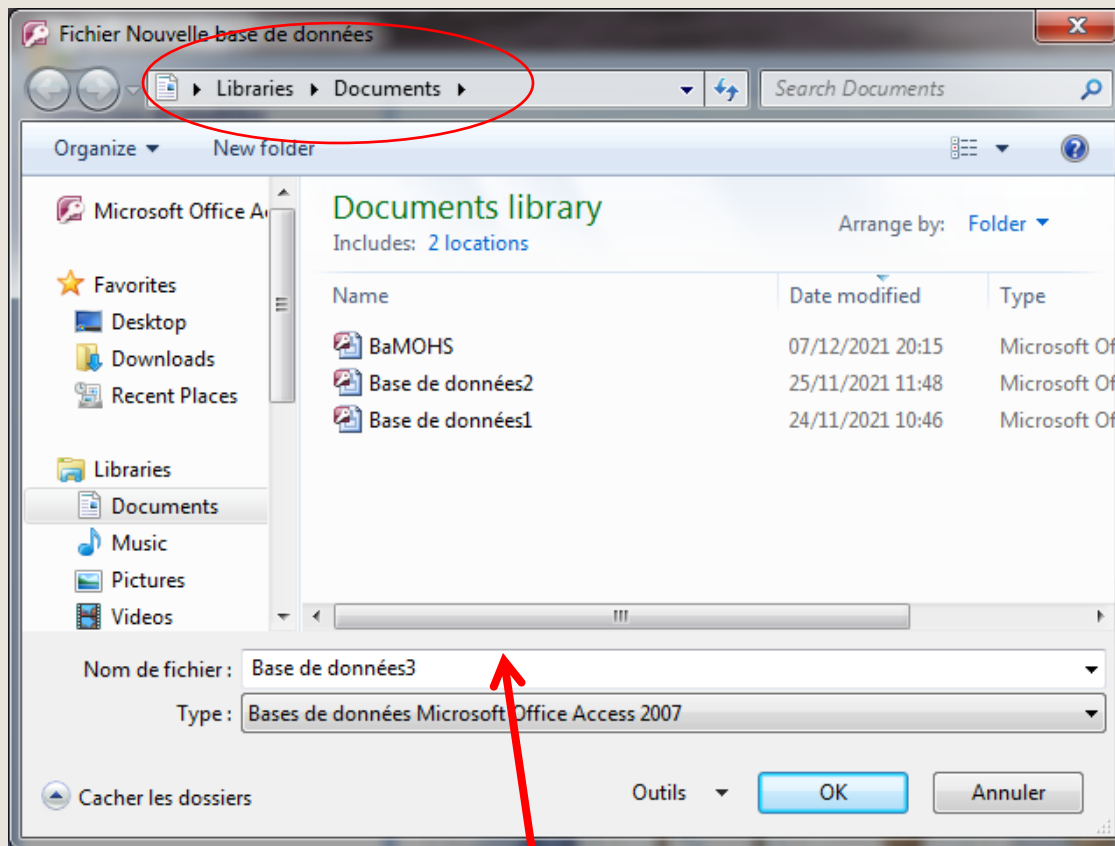 Fichier Nouvelle base de données
Libraries Documents
Search Documents
Organize New folder
Microsoft Office A
Documents library
Includes: 2 locations
Arrange by: Folder
Favorites
Desktop
Downloads
Recent Places
Libraries
Documents
Music
Pictures
Videos
Name Date modified Type
BaMOHS 07/12/2021 20:15 Microsoft Of
Base de données2 25/11/2021 11:48 Microsoft Of
Base de données1 24/11/2021 10:46 Microsoft Of
Nom de fichier : Base de données3
Type : Bases de données Microsoft Office Access 2007
Cacher les dossiers
Outils OK Annuler